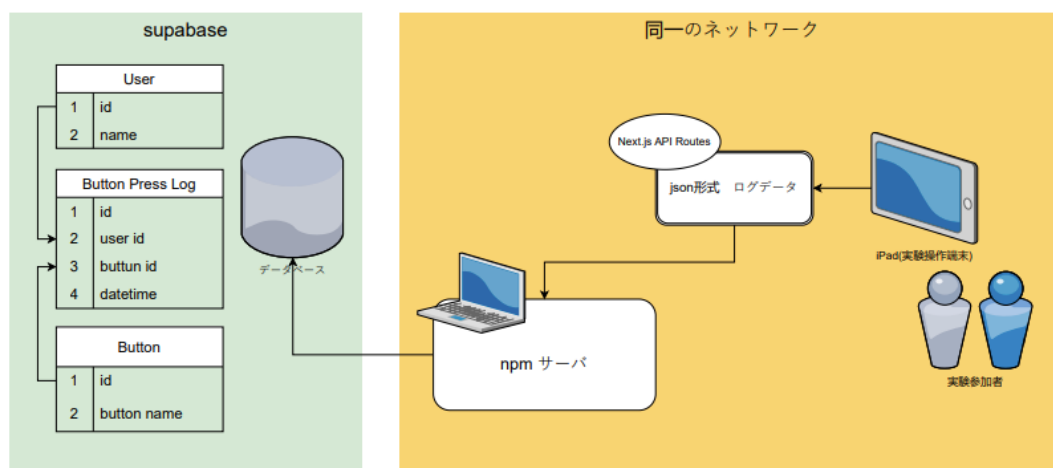 supabase
User
1 id
2 name
Button Press Log
1 id
2 user id
3 buttun id
4 datetime
Button
1 id
2 button name
データベース
同一のネットワーク
Next.js API Routes
json形式 ログデータ
iPad(実験操作端末)
実験参加者
npm サーバ